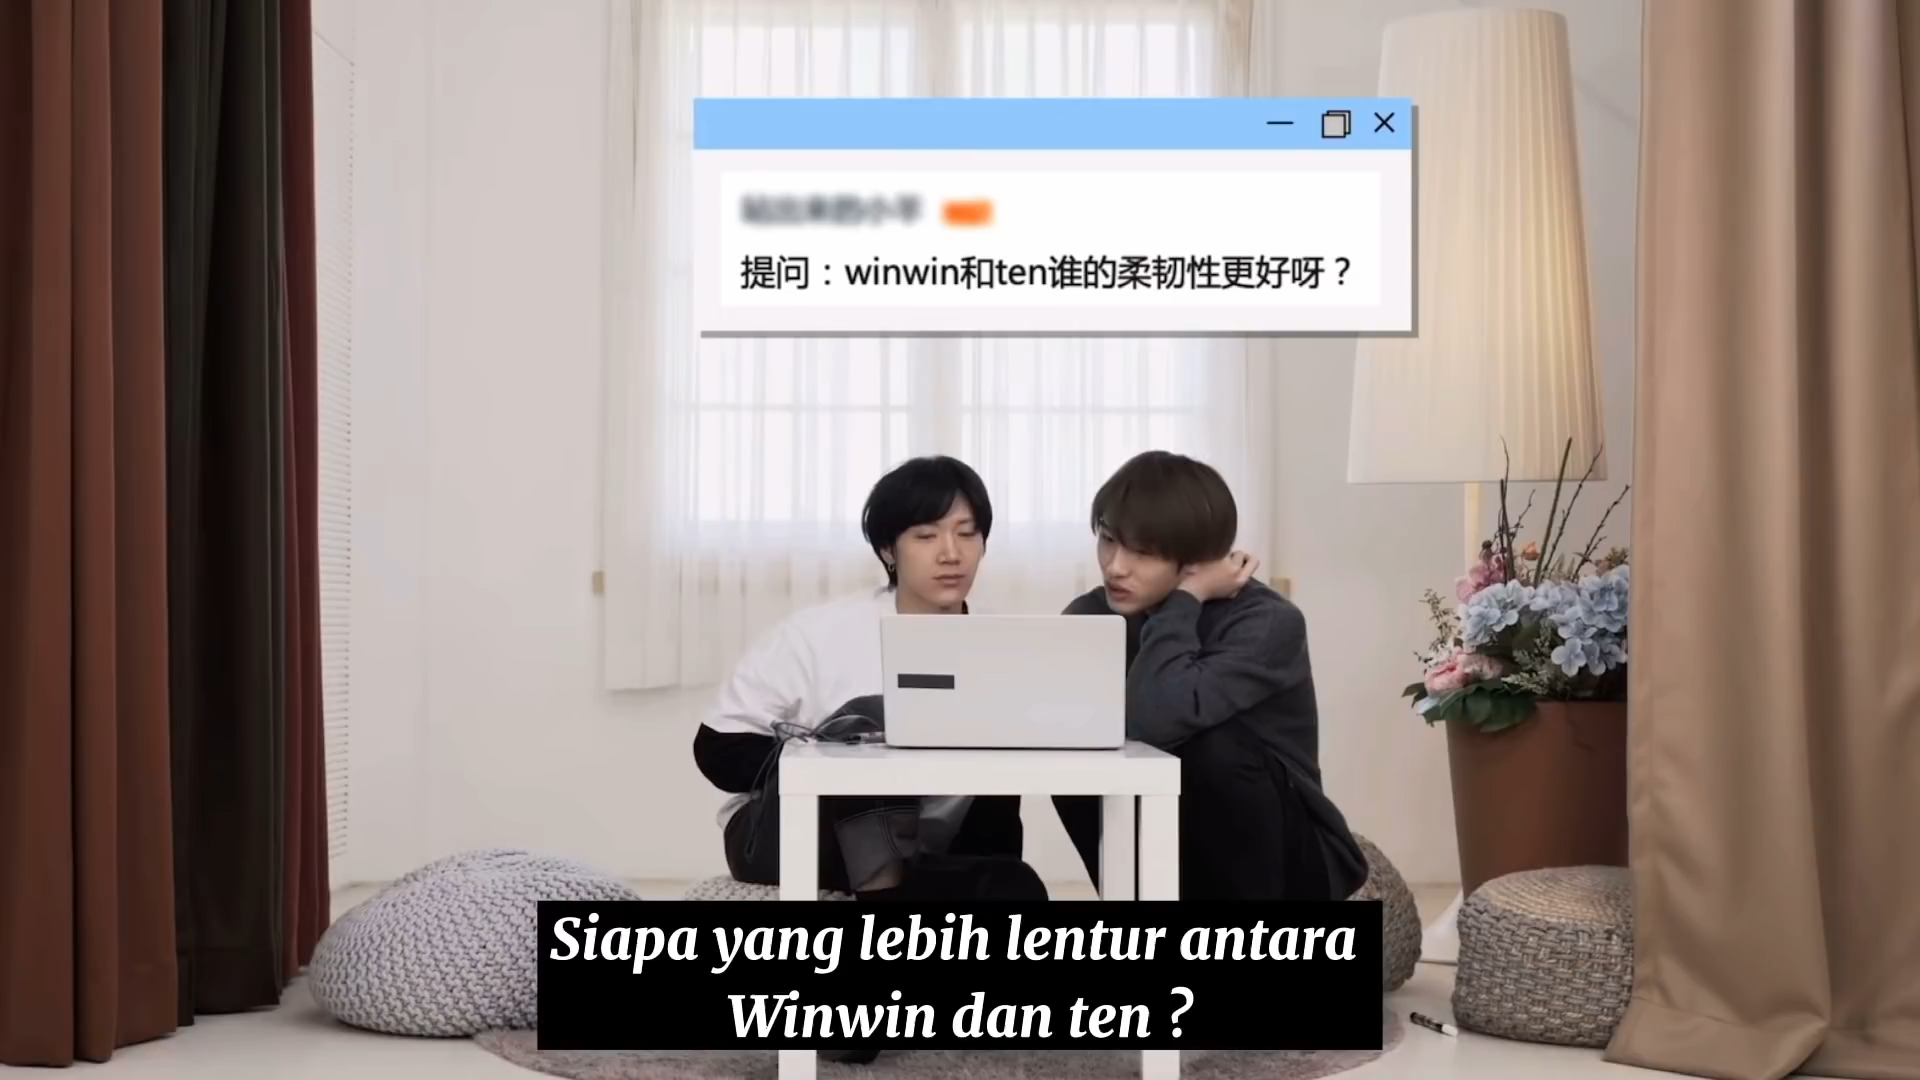 提问：winwin和ten谁的柔韧性更好呀？
Siapa yang lebih lentur antara
Winwin dan ten ?